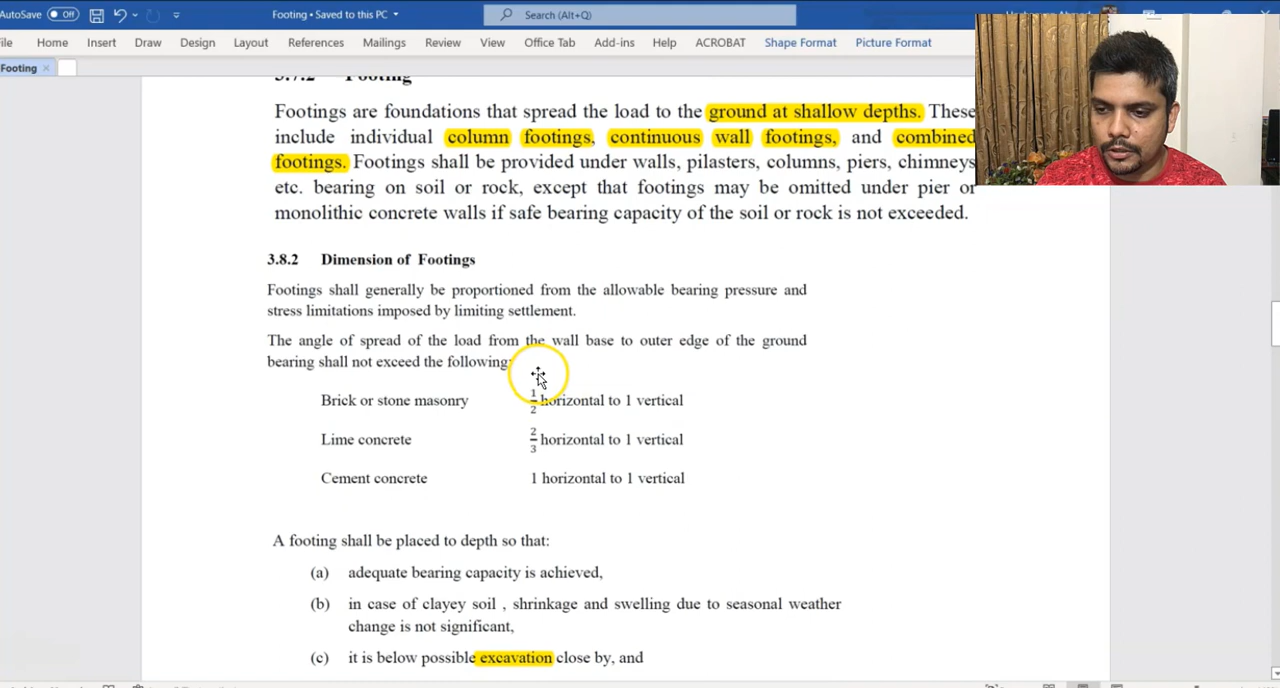 AutoSave Off Footing • Saved to this PC Search (Alt+Q)
File Home Insert Draw Design Layout References Mailings Review View Office Tab Add-ins Help ACROBAT Shape Format Picture Format
Footing
3.7.2 Footing
Footings are foundations that spread the load to the ground at shallow depths. These
include individual column footings, continuous wall footings, and combined
footings. Footings shall be provided under walls, pilasters, columns, piers, chimneys
etc. bearing on soil or rock, except that footings may be omitted under pier or
monolithic concrete walls if safe bearing capacity of the soil or rock is not exceeded.
3.8.2 Dimension of Footings
Footings shall generally be proportioned from the allowable bearing pressure and
stress limitations imposed by limiting settlement.
The angle of spread of the load from the wall base to outer edge of the ground
bearing shall not exceed the following:
Brick or stone masonry 1/2 horizontal to 1 vertical
Lime concrete 2/3 horizontal to 1 vertical
Cement concrete 1 horizontal to 1 vertical
A footing shall be placed to depth so that:
(a) adequate bearing capacity is achieved,
(b) in case of clayey soil , shrinkage and swelling due to seasonal weather
change is not significant,
(c) it is below possible excavation close by, and